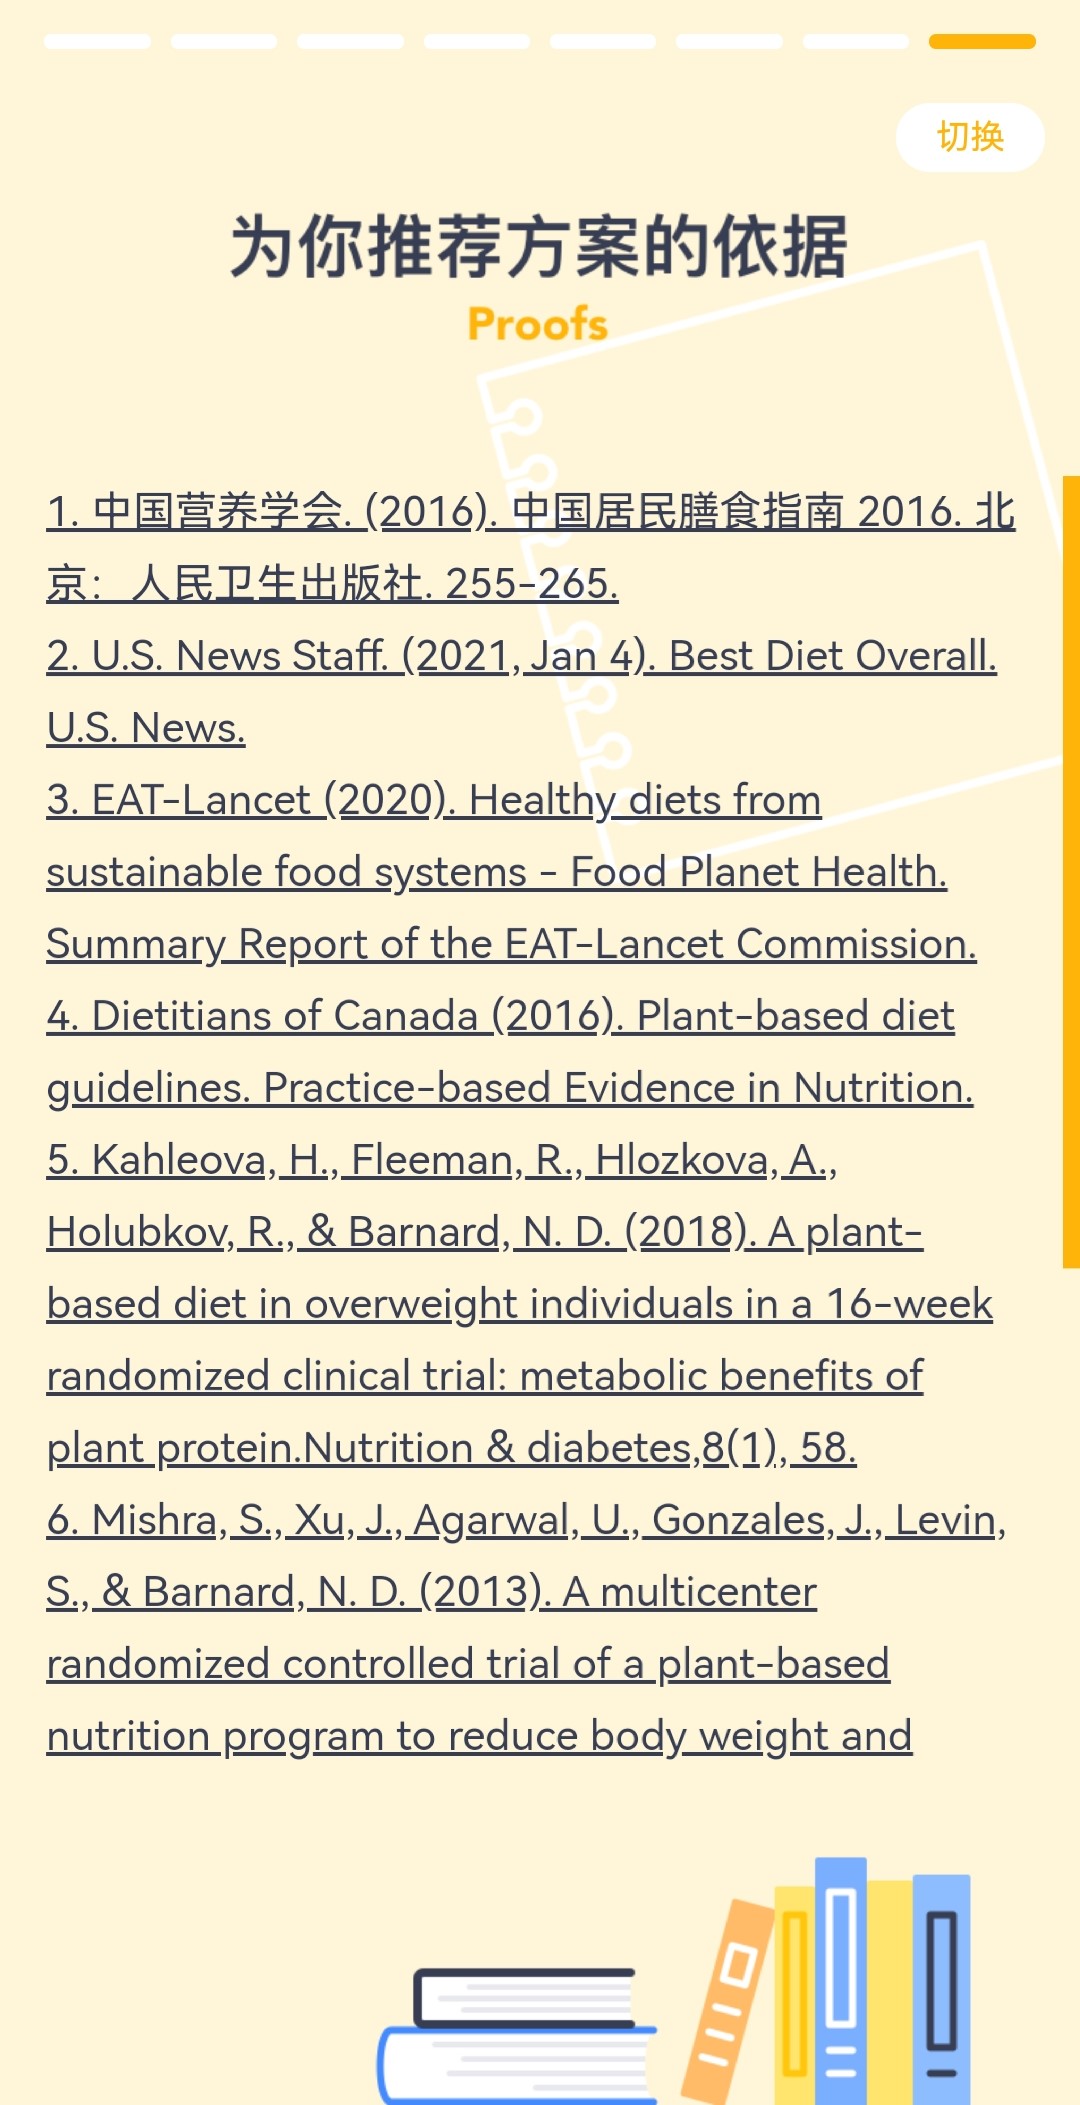 切换
为你推荐方案的依据
Proofs
1. 中国营养学会. (2016). 中国居民膳食指南 2016. 北
京： 人民卫生出版社. 255-265.
2. U.S. News Staff. (2021, Jan 4). Best Diet Overall.
U.S. News.
3. EAT-Lancet (2020). Healthy diets from
sustainable food systems - Food Planet Health.
Summary Report of the EAT-Lancet Commission.
4. Dietitians of Canada (2016). Plant-based diet
guidelines. Practice-based Evidence in Nutrition.
5. Kahleova, H., Fleeman, R., Hlozkova, A.,
Holubkov, R., & Barnard, N. D. (2018). A plant-
based diet in overweight individuals in a 16-week
randomized clinical trial: metabolic benefits of
plant protein.Nutrition & diabetes,8(1), 58.
6. Mishra, S., Xu, J., Agarwal, U., Gonzales, J., Levin,
S., & Barnard, N. D. (2013). A multicenter
randomized controlled trial of a plant-based
nutrition program to reduce body weight and